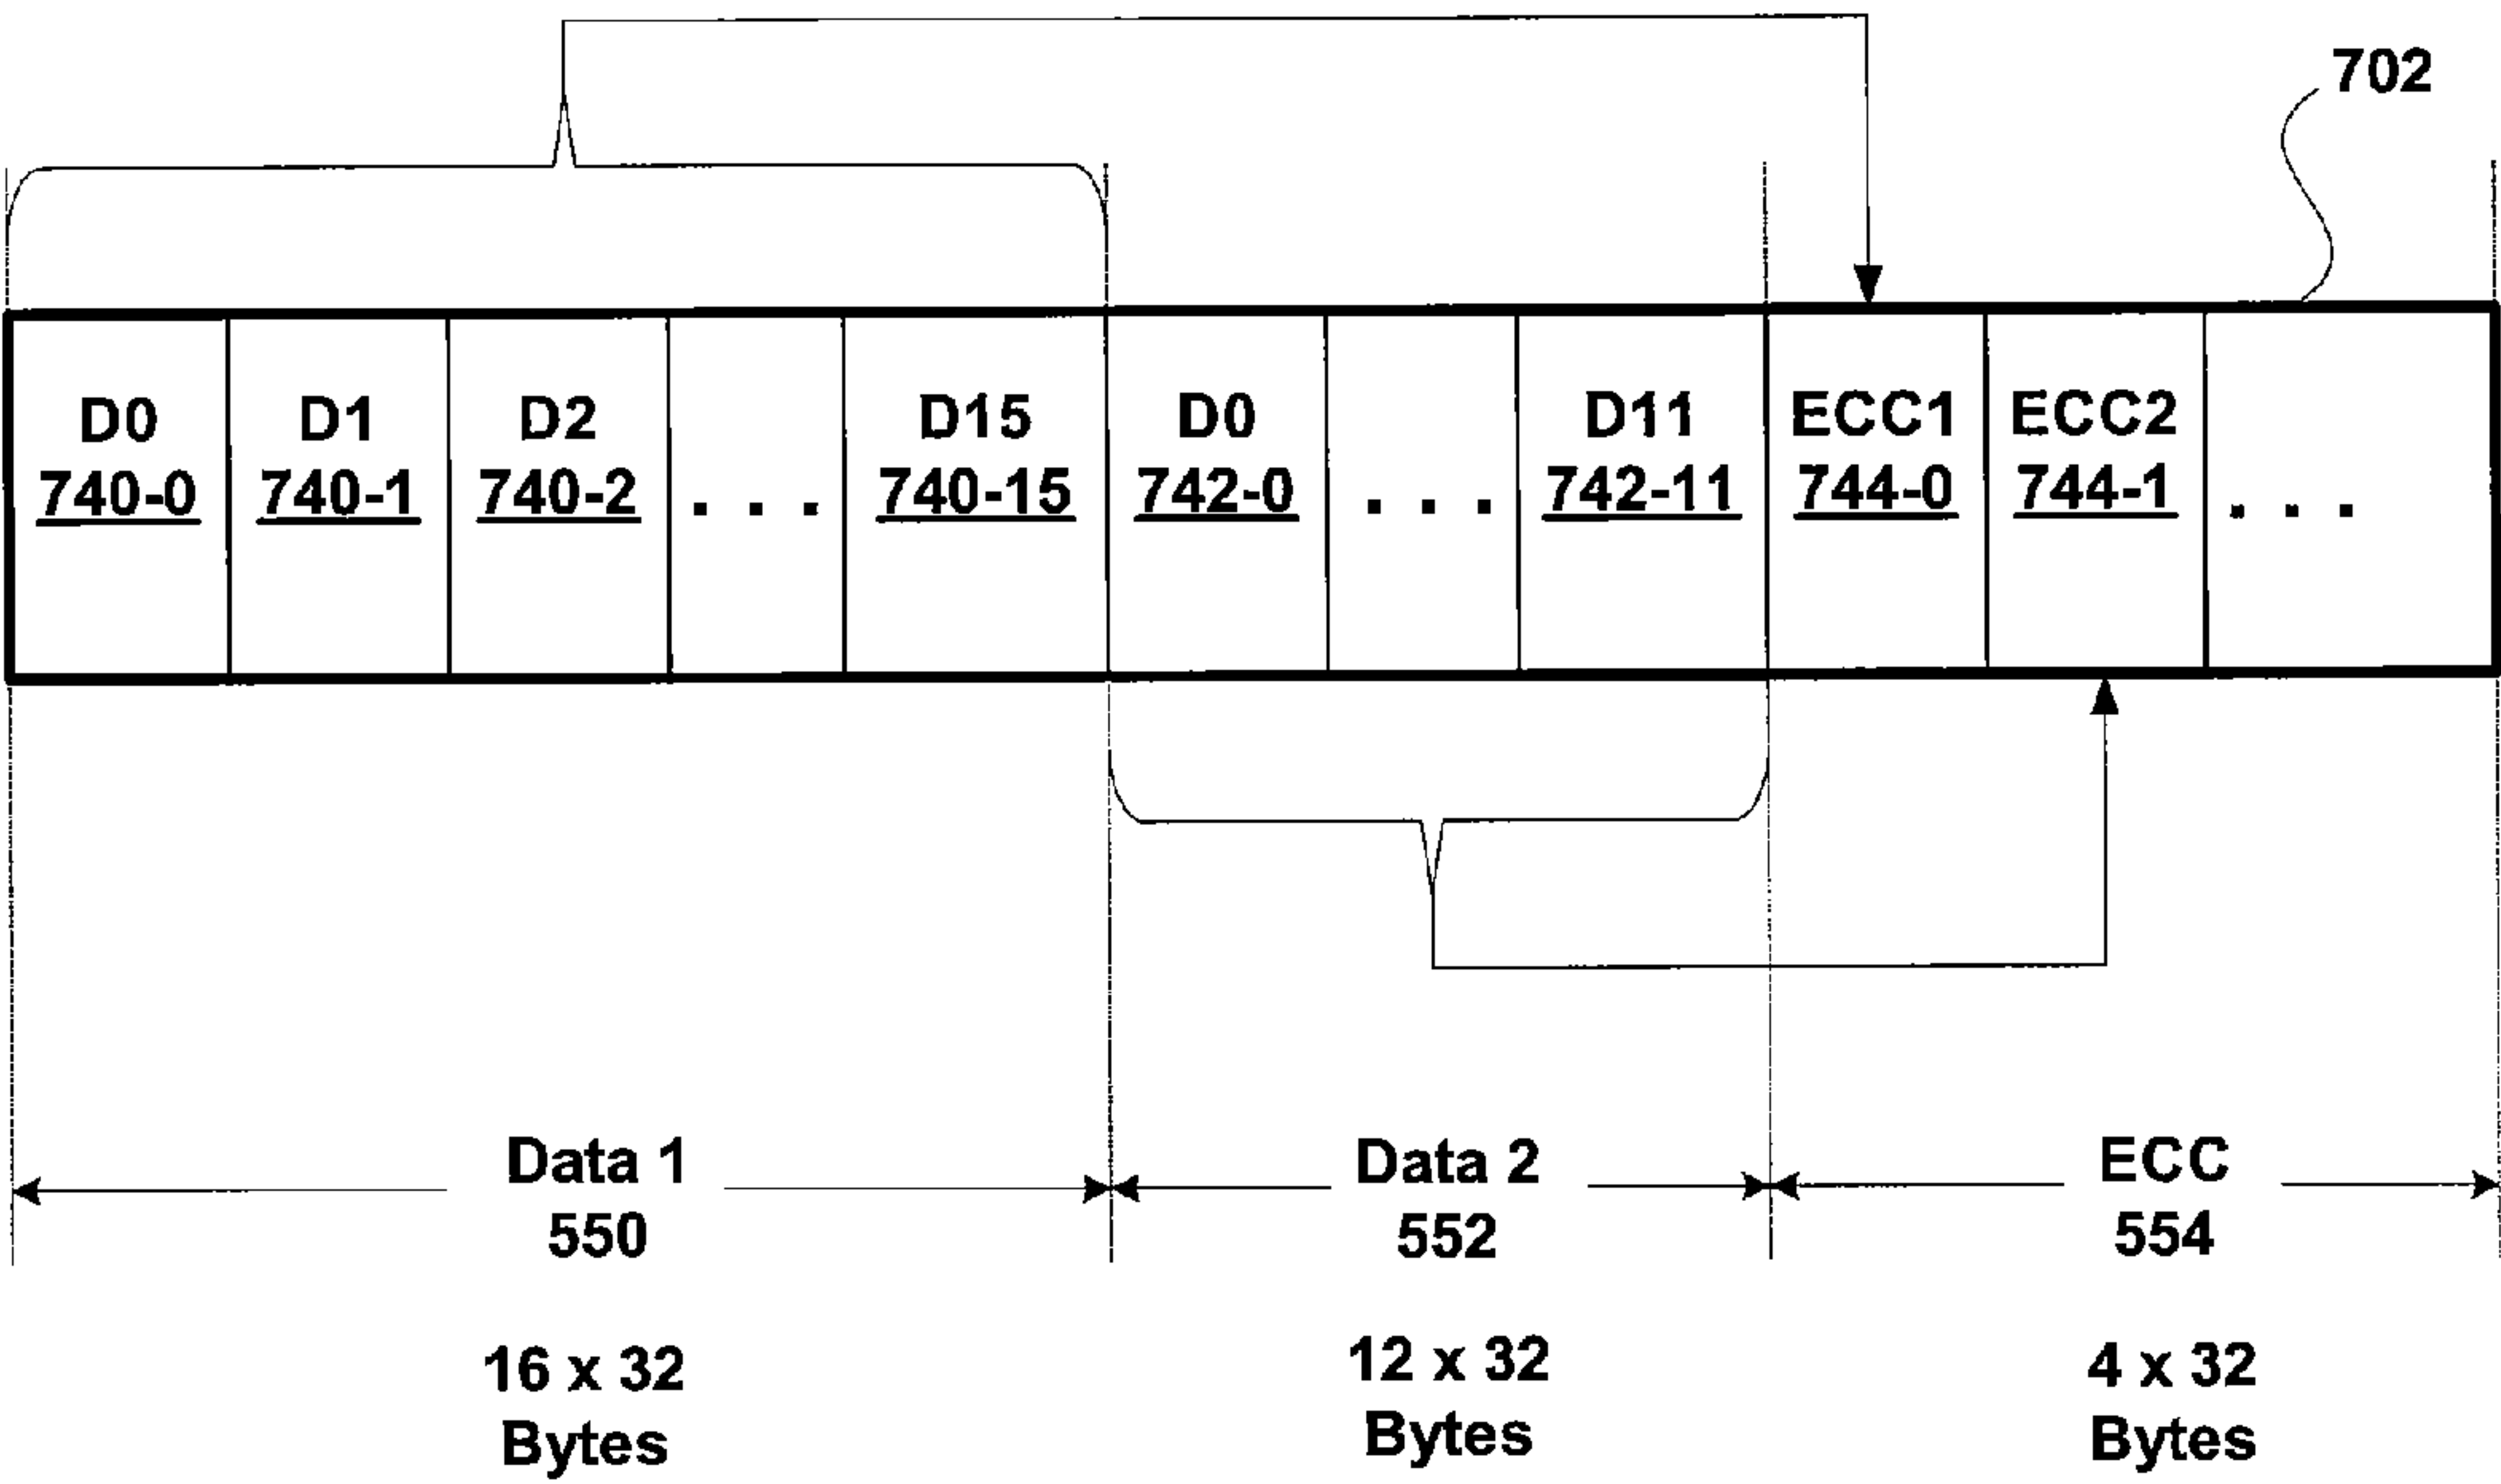 702
D0 D1 D2 D15 D0 D11 ECC1 ECC2
740-0 740-1 740-2 . . . 740-15 742-0 . . . 742-11 744-0 744-1 . . .
Data 1 Data 2 ECC
550 552 554
16 x 32 12 x 32 4 x 32
Bytes Bytes Bytes